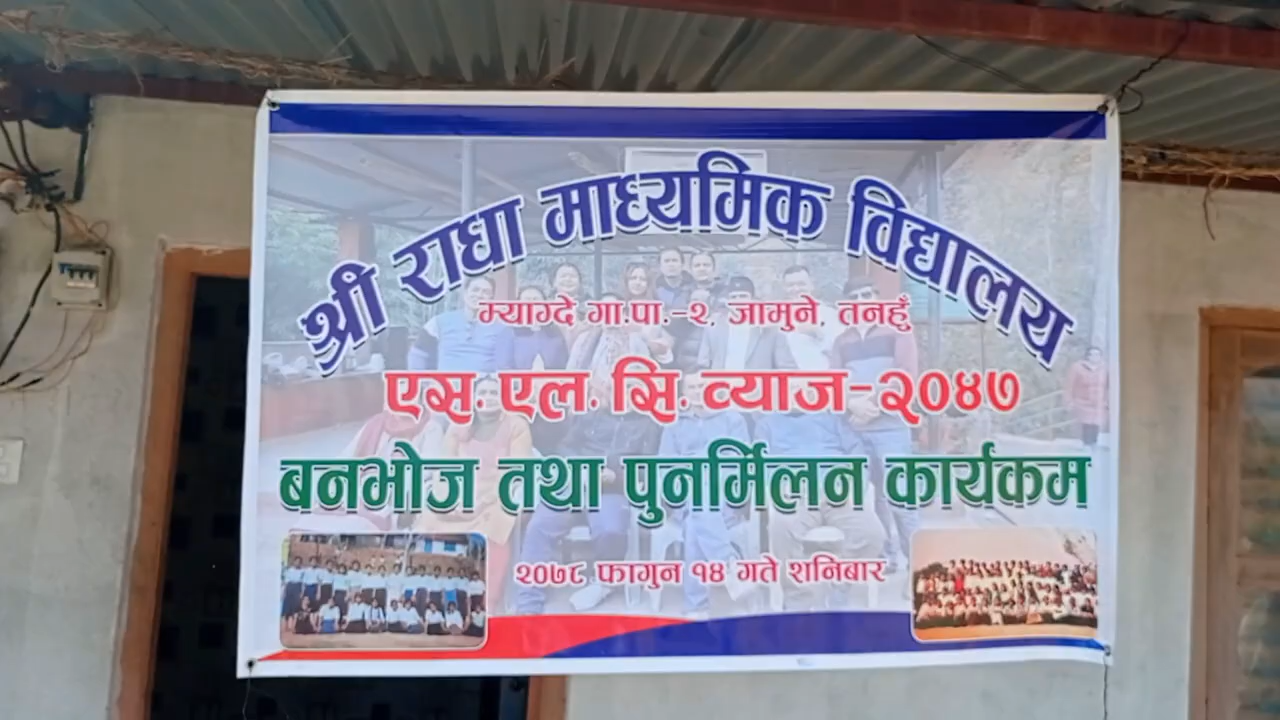 श्री राधा माध्यमिक विद्यालय
म्याग्दे गा.पा.-२, जामुने, तनहुँ
एस. एल. सि. व्याज-२०४७
बनभोज तथा पुनर्मिलन कार्यकम
२०७८ फागुन १४ गते शनिबार